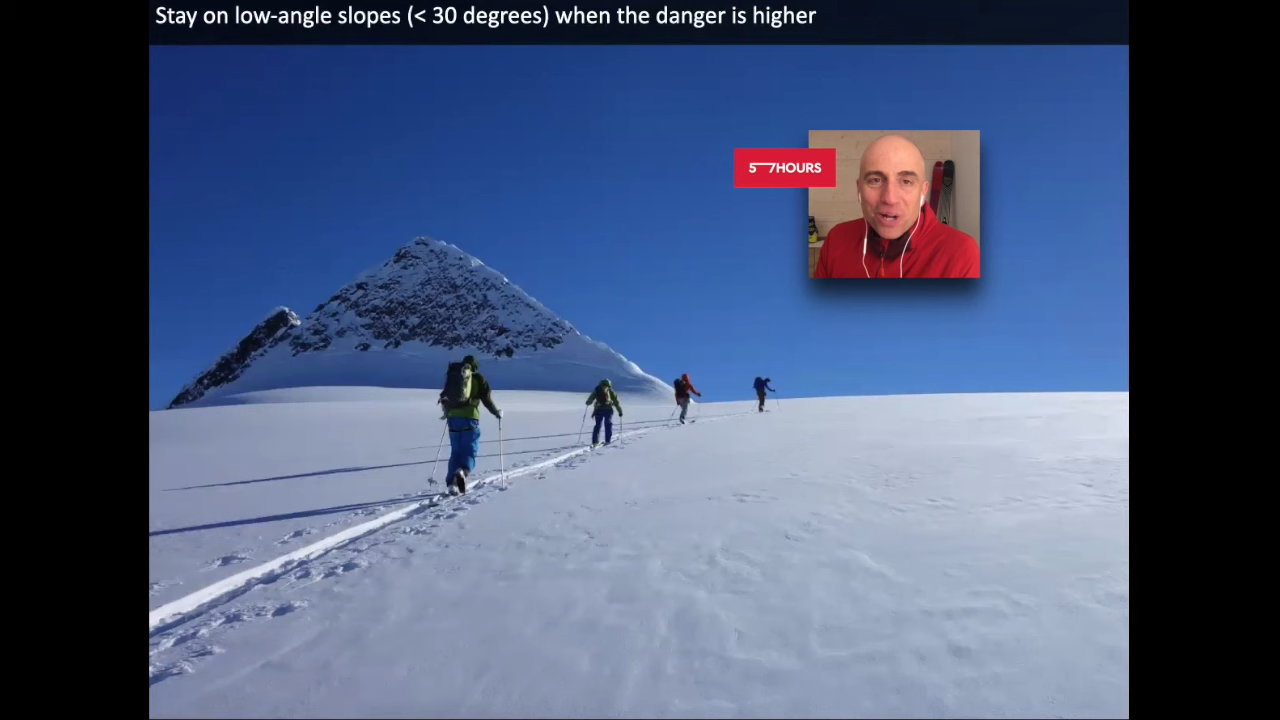 Stay on low-angle slopes (< 30 degrees) when the danger is higher
5–7HOURS